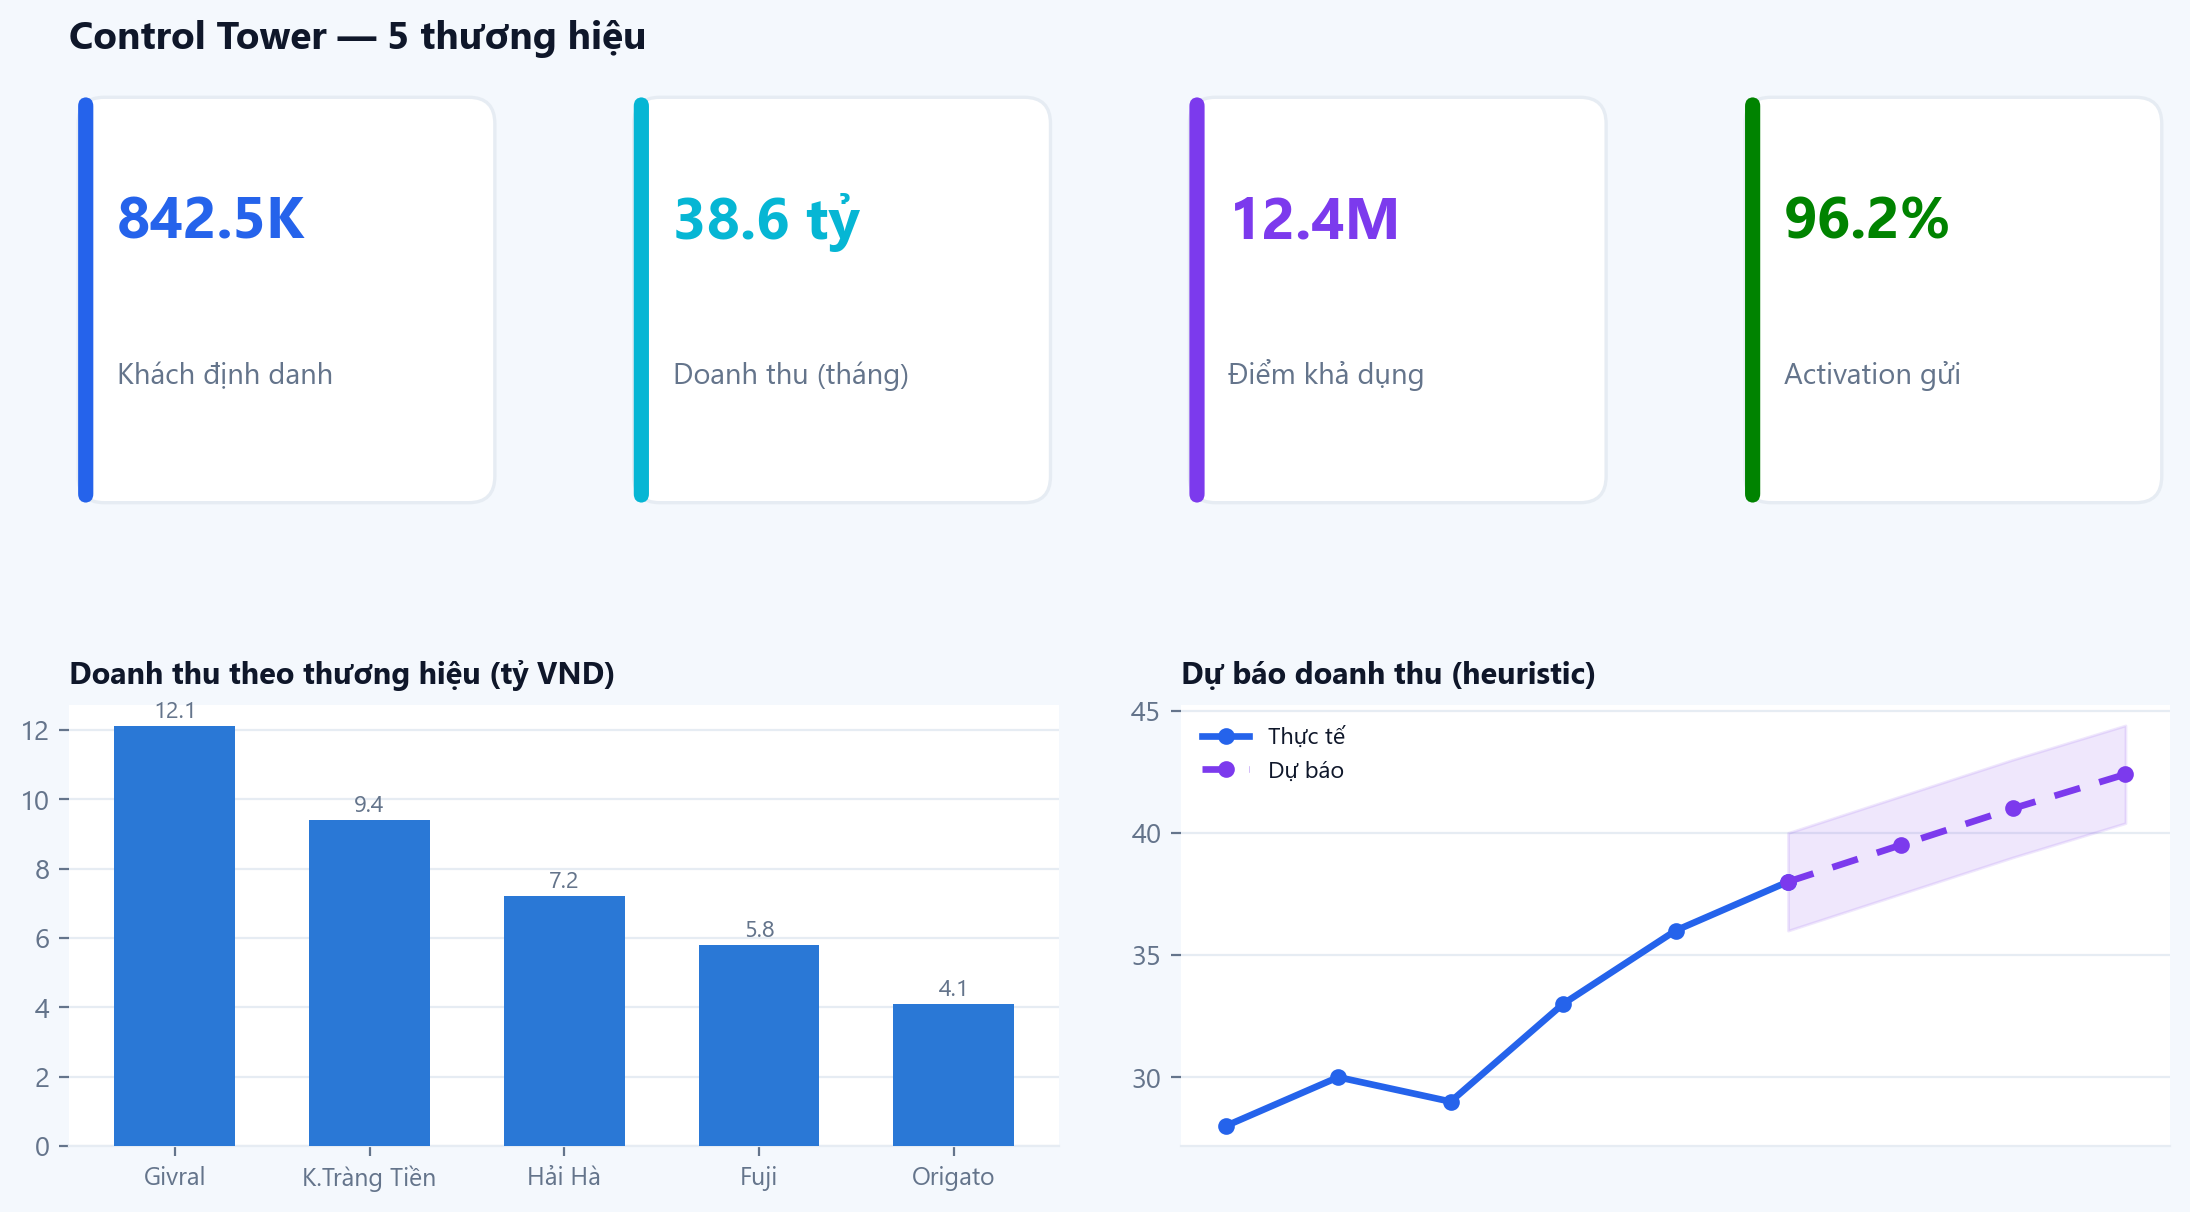 Control Tower — 5 thương hiệu
842.5K
38.6 tỷ
12.4M
96.2%
Khách định danh
Doanh thu (tháng)
Điểm khả dụng
Activation gửi
Doanh thu theo thương hiệu (tỷ VND)
12.1
9.4
7.2
5.8
4.1
12
10
8
6
4
2
0
Givral
K.Tràng Tiền
Hải Hà
Fuji
Origato
Dự báo doanh thu (heuristic)
Thực tế
Dự báo
45
40
35
30